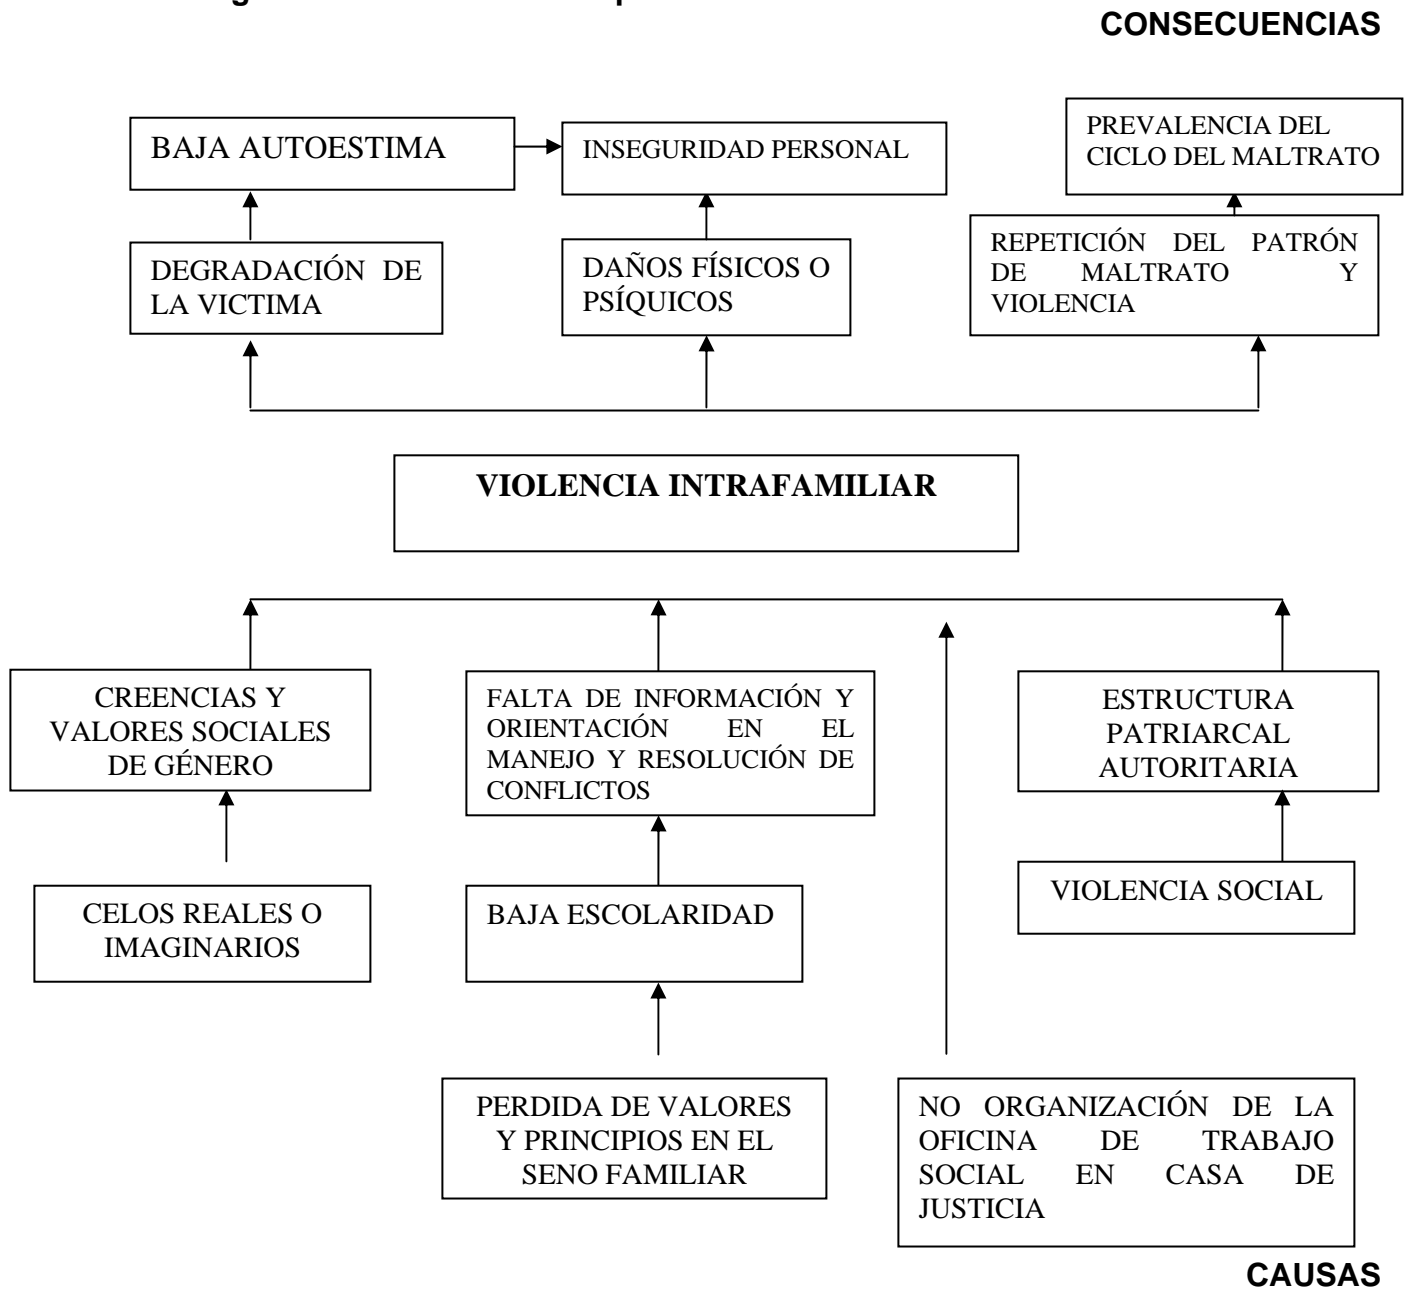 CONSECUENCIAS
BAJA AUTOESTIMA
INSEGURIDAD PERSONAL
PREVALENCIA DEL
CICLO DEL MALTRATO
DEGRADACIÓN DE
LA VICTIMA
DAÑOS FÍSICOS O
PSÍQUICOS
REPETICIÓN DEL PATRÓN
DE MALTRATO Y
VIOLENCIA
VIOLENCIA INTRAFAMILIAR
CREENCIAS Y
VALORES SOCIALES
DE GÉNERO
FALTA DE INFORMACIÓN Y
ORIENTACIÓN EN EL
MANEJO Y RESOLUCIÓN DE
CONFLICTOS
ESTRUCTURA
PATRIARCAL
AUTORITARIA
CELOS REALES O
IMAGINARIOS
BAJA ESCOLARIDAD
VIOLENCIA SOCIAL
PERDIDA DE VALORES
Y PRINCIPIOS EN EL
SENO FAMILIAR
NO ORGANIZACIÓN DE LA
OFICINA DE TRABAJO
SOCIAL EN CASA DE
JUSTICIA
CAUSAS